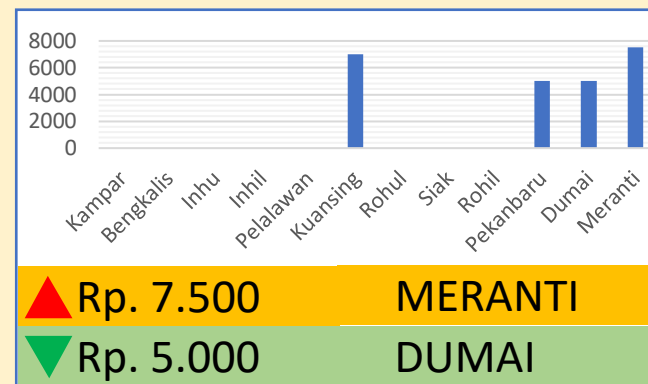 8000
6000
4000
2000
0
Kampar
Bengkalis
Inhu
Inhil
Pelalawan
Kuansing
Rohul
Siak
Rohil
Pekanbaru
Dumai
Meranti
Rp. 7.500 MERANTI
Rp. 5.000 DUMAI